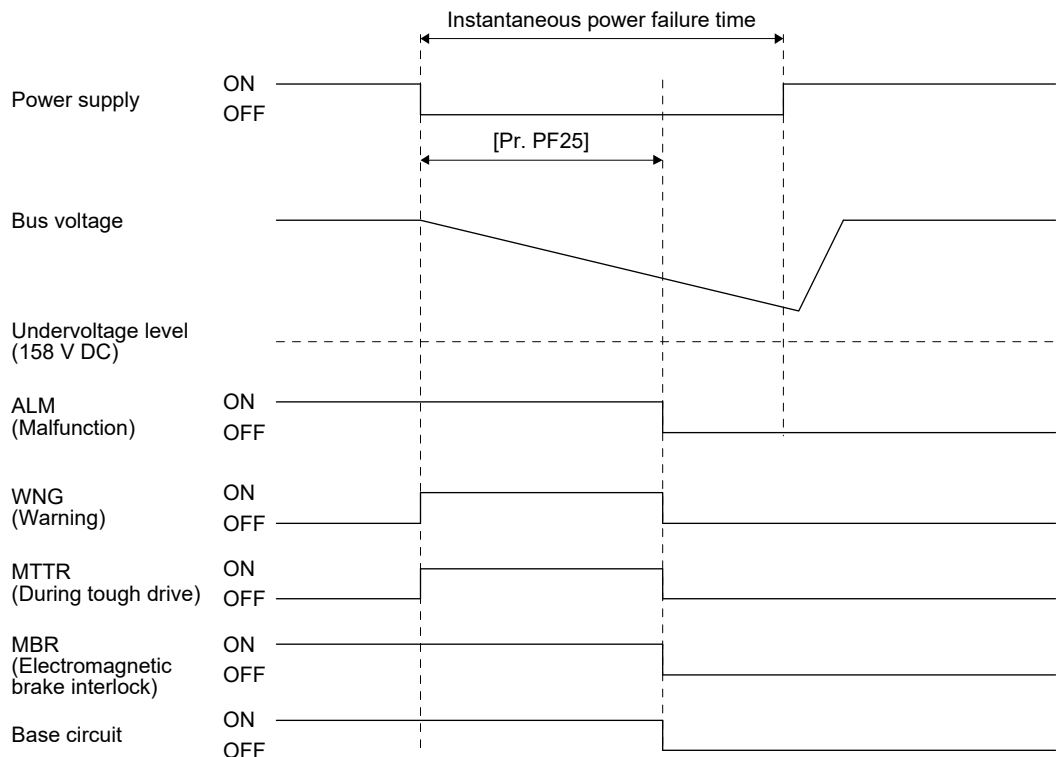 Instantaneous power failure time
Power supply
ON
OFF
[Pr. PF25]
Bus voltage
Undervoltage level
(158 V DC)
ALM
(Malfunction)
ON
OFF
WNG
(Warning)
ON
OFF
MTTR
(During tough drive)
ON
OFF
MBR
(Electromagnetic
brake interlock)
ON
OFF
Base circuit
ON
OFF